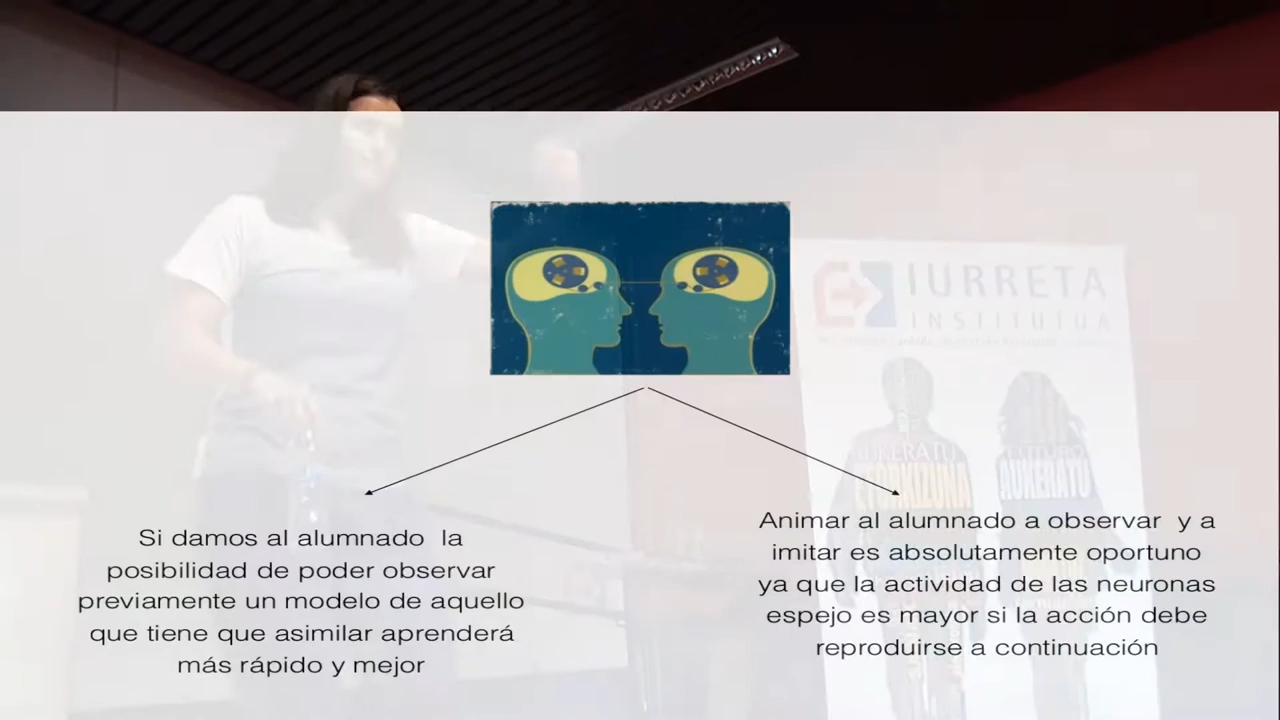 IURRETA
INSTITUTUA
AUKERATU
AUKERATU
Si damos al alumnado la
posibilidad de poder observar
previamente un modelo de aquello
que tiene que asimilar aprenderá
más rápido y mejor
Animar al alumnado a observar y a
imitar es absolutamente oportuno
ya que la actividad de las neuronas
espejo es mayor si la acción debe
reproducirse a continuación